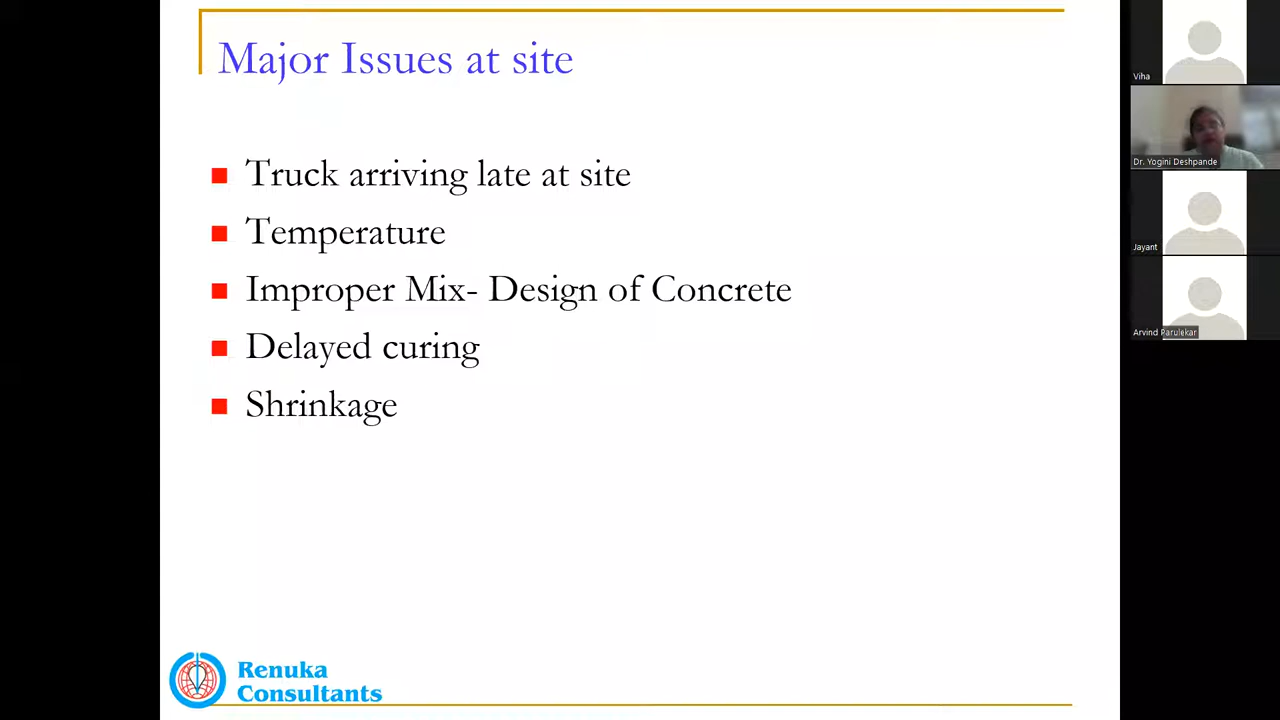 Major Issues at site
Truck arriving late at site
Temperature
Improper Mix- Design of Concrete
Delayed curing
Shrinkage
Renuka
Consultants
Viha
Dr. Yogini Deshpande
Jayant
Arvind Parulekar